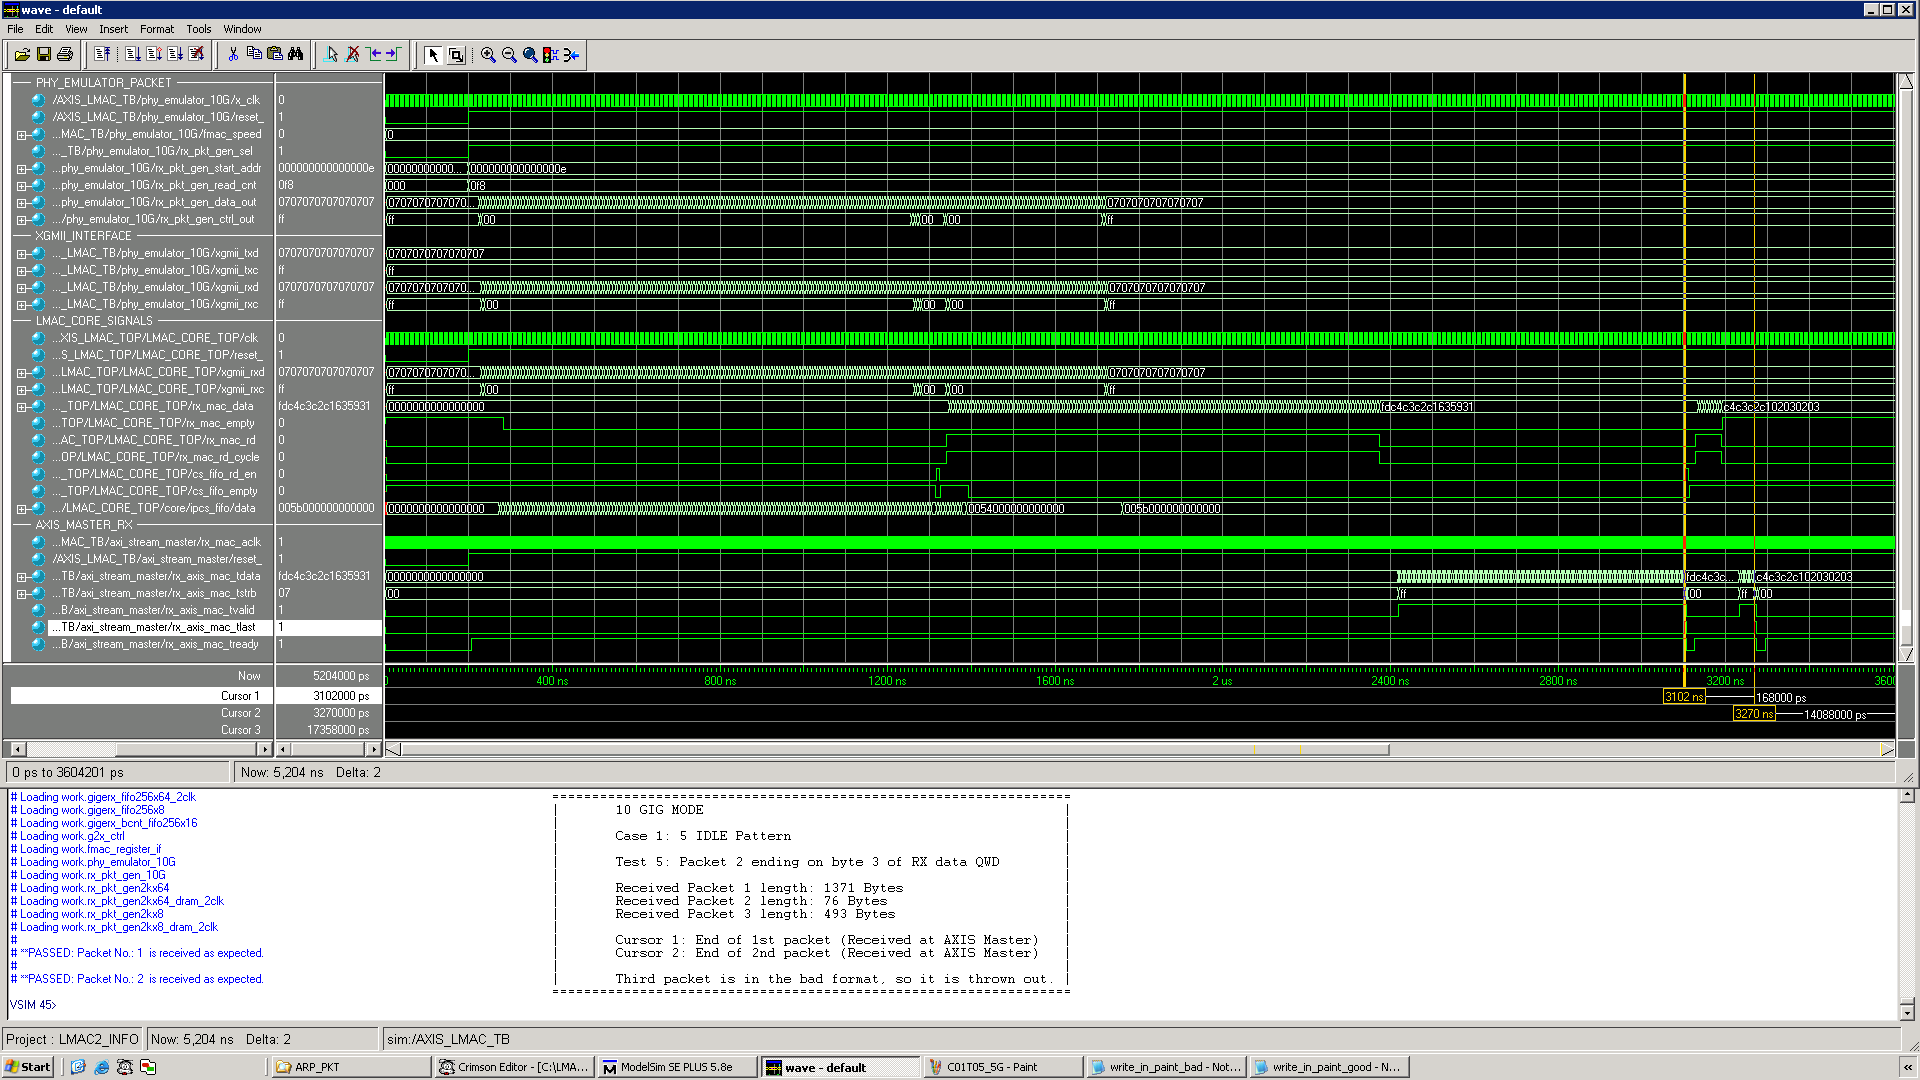 wave - default
File Edit View Insert Format Tools Window
PHY_EMULATOR_PACKET
/AXIS_LMAC_TB/phy_emulator_10G/x_clk 0
/AXIS_LMAC_TB/phy_emulator_10G/reset_ 1
...MAC_TB/phy_emulator_10G/fmac_speed 0 0
..._TB/phy_emulator_10G/rx_pkt_gen_sel 1
...phy_emulator_10G/rx_pkt_gen_start_addr 000000000000000e 00000000000... 000000000000000e
...phy_emulator_10G/rx_pkt_gen_read_cnt 0f8 000 0f8
...phy_emulator_10G/rx_pkt_gen_data_out 0707070707070707 0707070707070... 0707070707070707
.../phy_emulator_10G/rx_pkt_gen_ctrl_out ff ff 00 00 00 ff
XGMII_INTERFACE
..._LMAC_TB/phy_emulator_10G/xgmii_txd 0707070707070707 0707070707070707
..._LMAC_TB/phy_emulator_10G/xgmii_txc ff ff
..._LMAC_TB/phy_emulator_10G/xgmii_rxd 0707070707070707 07070707070... 0707070707070707
..._LMAC_TB/phy_emulator_10G/xgmii_rxc ff ff 00 00 00 ff
LMAC_CORE_SIGNALS
...XIS_LMAC_TOP/LMAC_CORE_TOP/clk 0
...S_LMAC_TOP/LMAC_CORE_TOP/reset_ 1
...LMAC_TOP/LMAC_CORE_TOP/xgmii_rxd 0707070707070707 07070707070... 0707070707070707
...LMAC_TOP/LMAC_CORE_TOP/xgmii_rxc ff ff 00 00 00 ff
..._TOP/LMAC_CORE_TOP/rx_mac_data fdc4c3c2c1635931 0000000000000000 fdc4c3c2c1635931 c4c3c2c102030203
...TOP/LMAC_CORE_TOP/rx_mac_empty 0
...AC_TOP/LMAC_CORE_TOP/rx_mac_rd 0
...OP/LMAC_CORE_TOP/rx_mac_rd_cycle 0
..._TOP/LMAC_CORE_TOP/cs_fifo_rd_en 0
..._TOP/LMAC_CORE_TOP/cs_fifo_empty 0
.../LMAC_CORE_TOP/core/ipcs_fifo/data 005b000000000000 0000000000000000 0054000000000000 005b000000000000
AXIS_MASTER_RX
...MAC_TB/axi_stream_master/rx_mac_aclk 1
/AXIS_LMAC_TB/axi_stream_master/reset_ 1
...TB/axi_stream_master/rx_axis_mac_tdata fdc4c3c2c1635931 0000000000000000 fdc4c3c... c4c3c2c102030203
...TB/axi_stream_master/rx_axis_mac_tstrb 07 00 ff 00 ff 00
...B/axi_stream_master/rx_axis_mac_tvalid 1
...TB/axi_stream_master/rx_axis_mac_tlast 1
...B/axi_stream_master/rx_axis_mac_tready 1
Now 5204000 ps 400 ns 800 ns 1200 ns 1600 ns 2 us 2400 ns 2800 ns 3200 ns 3600
Cursor 1 3102000 ps 3102 ns 168000 ps
Cursor 2 3270000 ps 3270 ns 14088000 ps
Cursor 3 17358000 ps
0 ps to 3604201 ps Now: 5,204 ns Delta: 2
# Loading work.gigerx_fifo256x64_2clk
# Loading work.gigerx_fifo256x8
# Loading work.gigerx_bcnt_fifo256x16
# Loading work.g2x_ctrl
# Loading work.fmac_register_if
# Loading work.phy_emulator_10G
# Loading work.rx_pkt_gen_10G
# Loading work.rx_pkt_gen2kx64
# Loading work.rx_pkt_gen2kx64_dram_2clk
# Loading work.rx_pkt_gen2kx8
# Loading work.rx_pkt_gen2kx8_dram_2clk
#
# **PASSED: Packet No.: 1 is received as expected.
#
# **PASSED: Packet No.: 2 is received as expected.
VSIM 45>
10 GIG MODE
Case 1: 5 IDLE Pattern
Test 5: Packet 2 ending on byte 3 of RX data QWD
Received Packet 1 length: 1371 Bytes
Received Packet 2 length: 76 Bytes
Received Packet 3 length: 493 Bytes
Cursor 1: End of 1st packet (Received at AXIS Master)
Cursor 2: End of 2nd packet (Received at AXIS Master)
Third packet is in the bad format, so it is thrown out.
Project : LMAC2_INFO Now: 5,204 ns Delta: 2 sim:/AXIS_LMAC_TB
Start ARP_PKT Crimson Editor - [C:\LMA... ModelSim SE PLUS 5.8e wave - default C01T05_5G - Paint write_in_paint_bad - Not... write_in_paint_good - N...